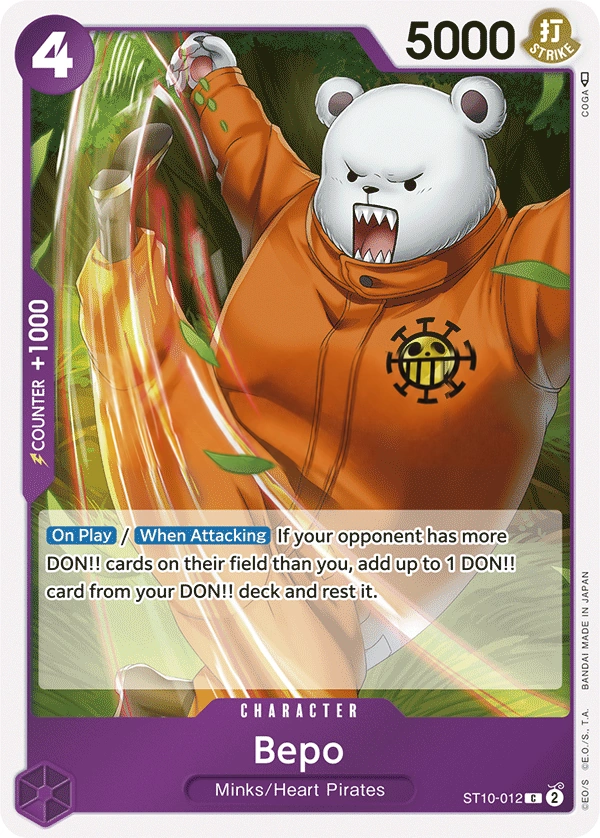 4
5000
打
STRIKE
COGA
COUNTER +1000
On Play / When Attacking If your opponent has more
DON!! cards on their field than you, add up to 1 DON!!
card from your DON!! deck and rest it.
CHARACTER
Bepo
Minks/Heart Pirates
ST10-012 C 2
©EO/S ©E.O./S., T.A. BANDAI MADE IN JAPAN